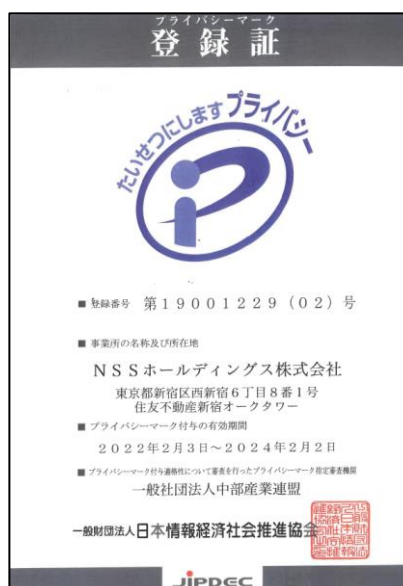 プライバシーマーク
登録証
たいせつにしますプライバシー
■ 登録番号 第19001229(02)号
■ 事業所の名称及び所在地
NSSホールディングス株式会社
東京都新宿区西新宿6丁目8番1号
住友不動産新宿オークタワー
■ プライバシーマーク付与の有効期間
2022年2月3日~2024年2月2日
■ プライバシーマーク付与適格性について審査を行ったプライバシーマーク指定審査機関
一般社団法人中部産業連盟
一般財団法人日本情報経済社会推進協会
JIPDEC